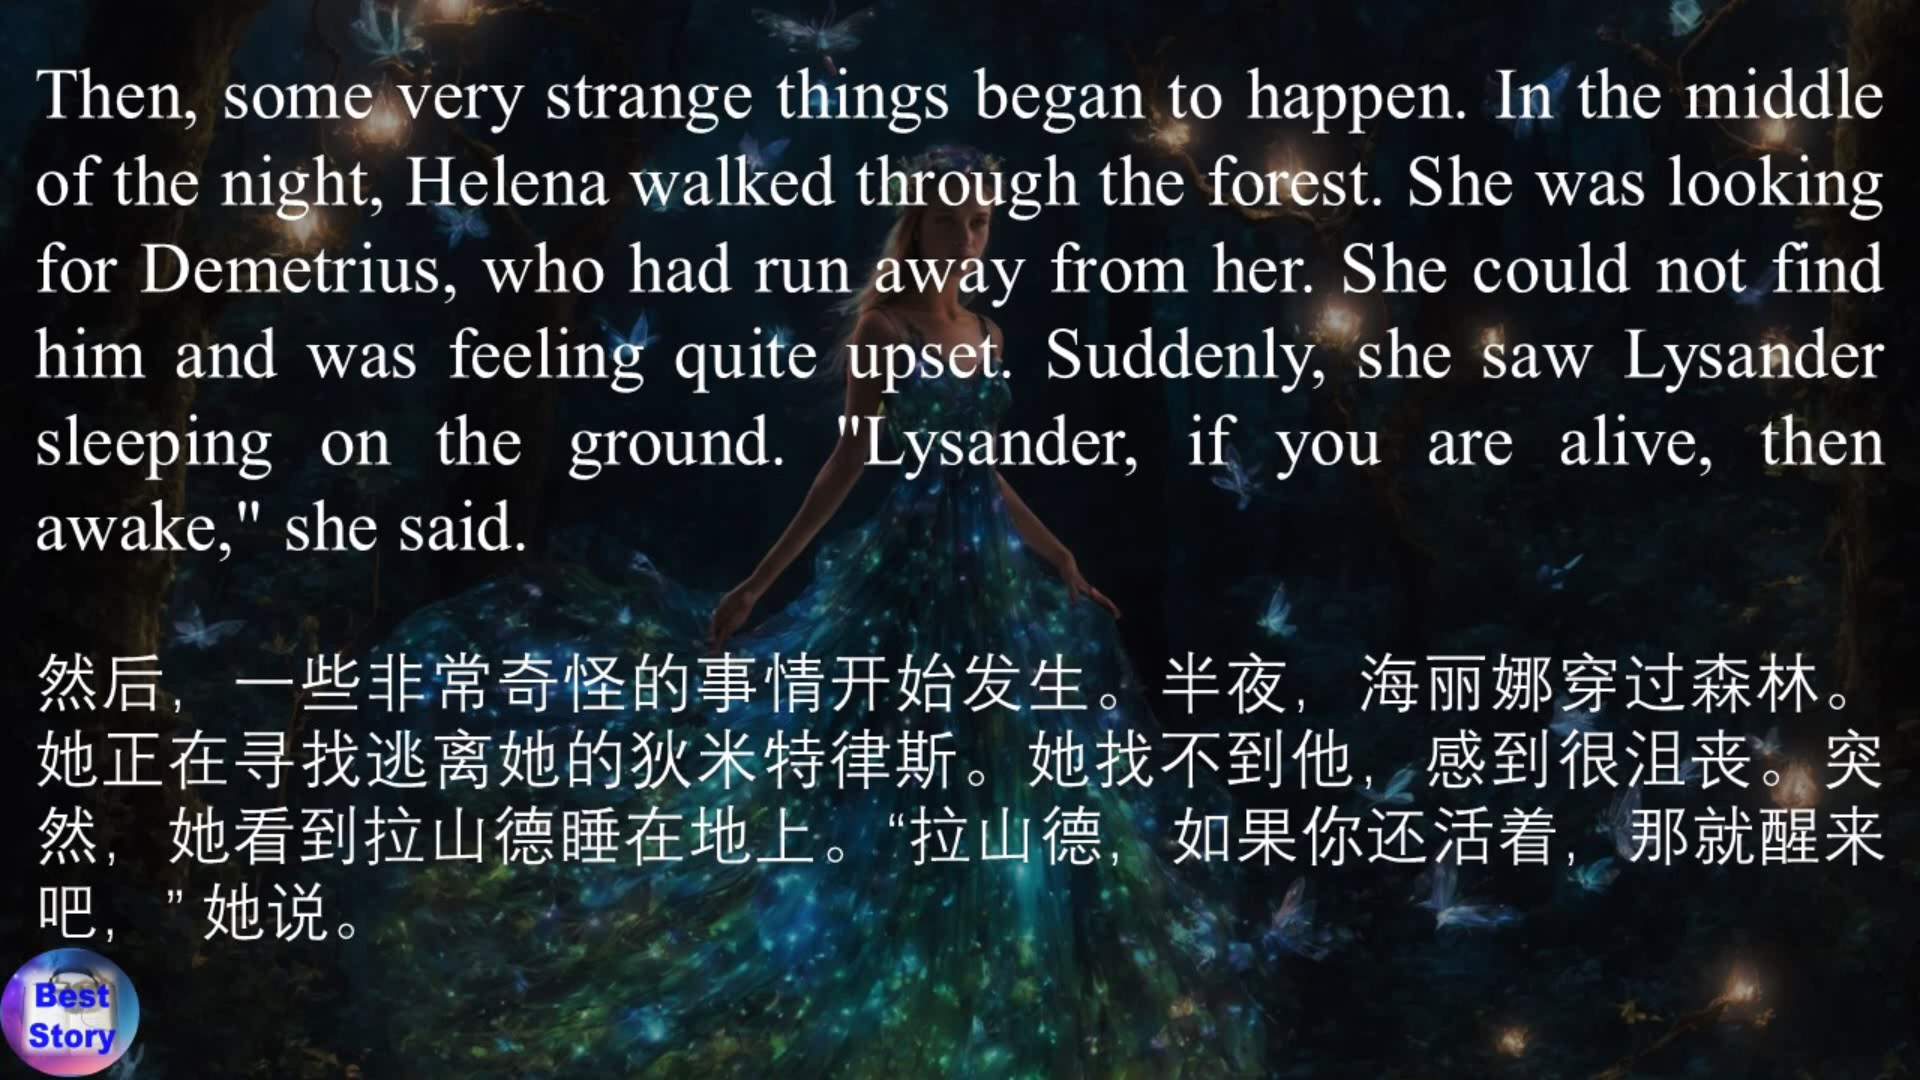 Then, some very strange things began to happen. In the middle
of the night, Helena walked through the forest. She was looking
for Demetrius, who had run away from her. She could not find
him and was feeling quite upset. Suddenly, she saw Lysander
sleeping on the ground. "Lysander, if you are alive, then
awake," she said.
然后，一些非常奇怪的事情开始发生。半夜，海丽娜穿过森林。
她正在寻找逃离她的狄米特律斯。她找不到他，感到很沮丧。突
然，她看到拉山德睡在地上。“拉山德，如果你还活着，那就醒来
吧，” 她说。
Best
Story